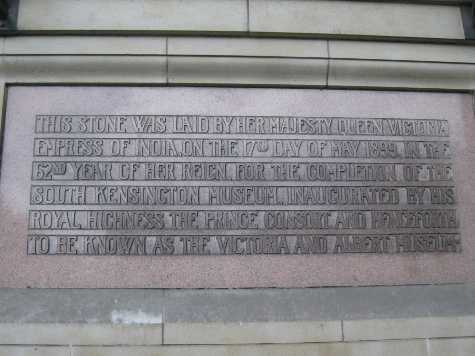 THIS STONE WAS LAID BY HER MAJESTY QUEEN VICTORIA
EMPRESS OF INDIA, ON THE 17TH DAY OF MAY 1899, IN THE
62ND YEAR OF HER REIGN, FOR THE COMPLETION OF THE
SOUTH KENSINGTON MUSEUM, INAUGURATED BY HIS
ROYAL HIGHNESS THE PRINCE CONSORT AND HENCEFORTH
TO BE KNOWN AS THE VICTORIA AND ALBERT MUSEUM